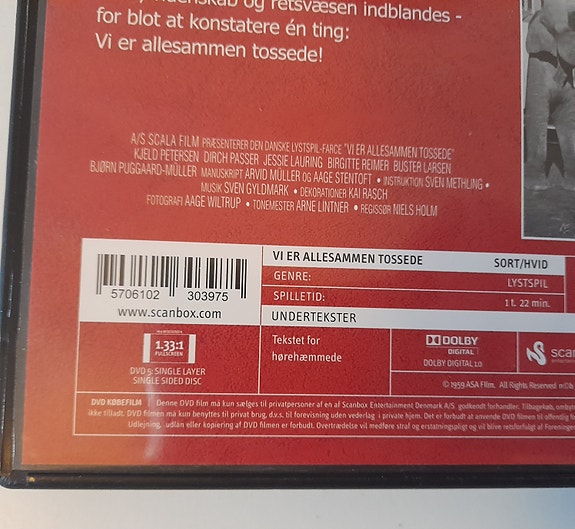 og retsvæsen indblandes -
for blot at konstatere én ting:
Vi er allesammen tossede!
A/S SCALA FILM PRÆSENTERER DEN DANSKE LYSTSPIL-FARCE "VI ER ALLESAMMEN TOSSEDE"
KJELD PETERSEN DIRCH PASSER JESSIE LAURING BIRGITTE REIMER BUSTER LARSEN
BJØRN PUGGAARD-MÜLLER MANUSKRIPT ARVID MÜLLER OG AAGE STENTOFT • INSTRUKTION SVEN METHLING •
MUSIK SVEN GYLDMARK • DEKORATIONER KAI RASCH
FOTOGRAFI AAGE WILTRUP • TONEMESTER ARNE LINTNER • REGISSØR NIELS HOLM
5706102 303975
www.scanbox.com
VI ER ALLESAMMEN TOSSEDE SORT/HVID
GENRE: LYSTSPIL
SPILLETID: 1 t. 22 min.
UNDERTEKSTER
Tekstet for
hørehæmmede
1.33:1
FULLSCREEN
DVD 5: SINGLE LAYER
SINGLE SIDED DISC
DOLBY
DIGITAL
DOLBY DIGITAL 1.0
scan
© 1959 ASA Film. All Rights Reserved
DVD KØBEFILM Denne DVD film må kun sælges til privatpersoner af en af Scanbox Entertainment Danmark A/S godkendt forhandler. Tilbagekøb, ombyt
ikke tilladt. DVD filmen må kun benyttes til privat brug, d.v.s. til forevisning uden vederlag i private hjem. Det er forbudt at anvende DVD filmen til offentlig
Udlejning, udlån eller kopiering af DVD filmen er forbudt. Overtrædelse vil medføre straf og erstatningspligt og vil blive retsforfulgt af Foreningen